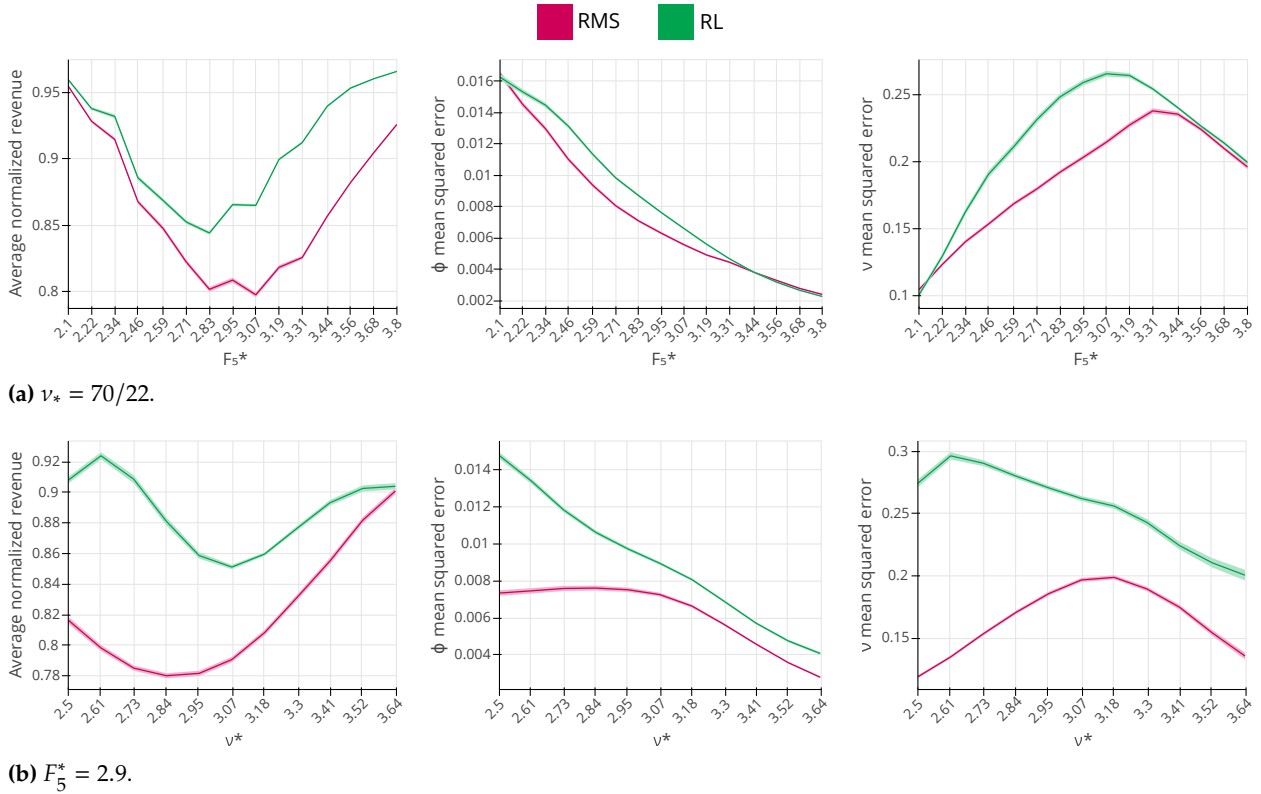 RMS RL
Average normalized revenue
0.95
0.9
0.85
0.8
2.1 2.22 2.34 2.46 2.59 2.71 2.83 2.95 3.07 3.19 3.31 3.44 3.56 3.68 3.8
F₅*
ϕ mean squared error
0.016
0.014
0.012
0.01
0.008
0.006
0.004
0.002
2.1 2.22 2.34 2.46 2.59 2.71 2.83 2.95 3.07 3.19 3.31 3.44 3.56 3.68 3.8
F₅*
ν mean squared error
0.25
0.2
0.15
0.1
2.1 2.22 2.34 2.46 2.59 2.71 2.83 2.95 3.07 3.19 3.31 3.44 3.56 3.68 3.8
F₅*
(a) ν* = 70/22.
Average normalized revenue
0.92
0.9
0.88
0.86
0.84
0.82
0.8
0.78
2.5 2.61 2.73 2.84 2.95 3.07 3.18 3.3 3.41 3.52 3.64
ν*
ϕ mean squared error
0.014
0.012
0.01
0.008
0.006
0.004
2.5 2.61 2.73 2.84 2.95 3.07 3.18 3.3 3.41 3.52 3.64
ν*
ν mean squared error
0.3
0.25
0.2
0.15
2.5 2.61 2.73 2.84 2.95 3.07 3.18 3.3 3.41 3.52 3.64
ν*
(b) F₅* = 2.9.